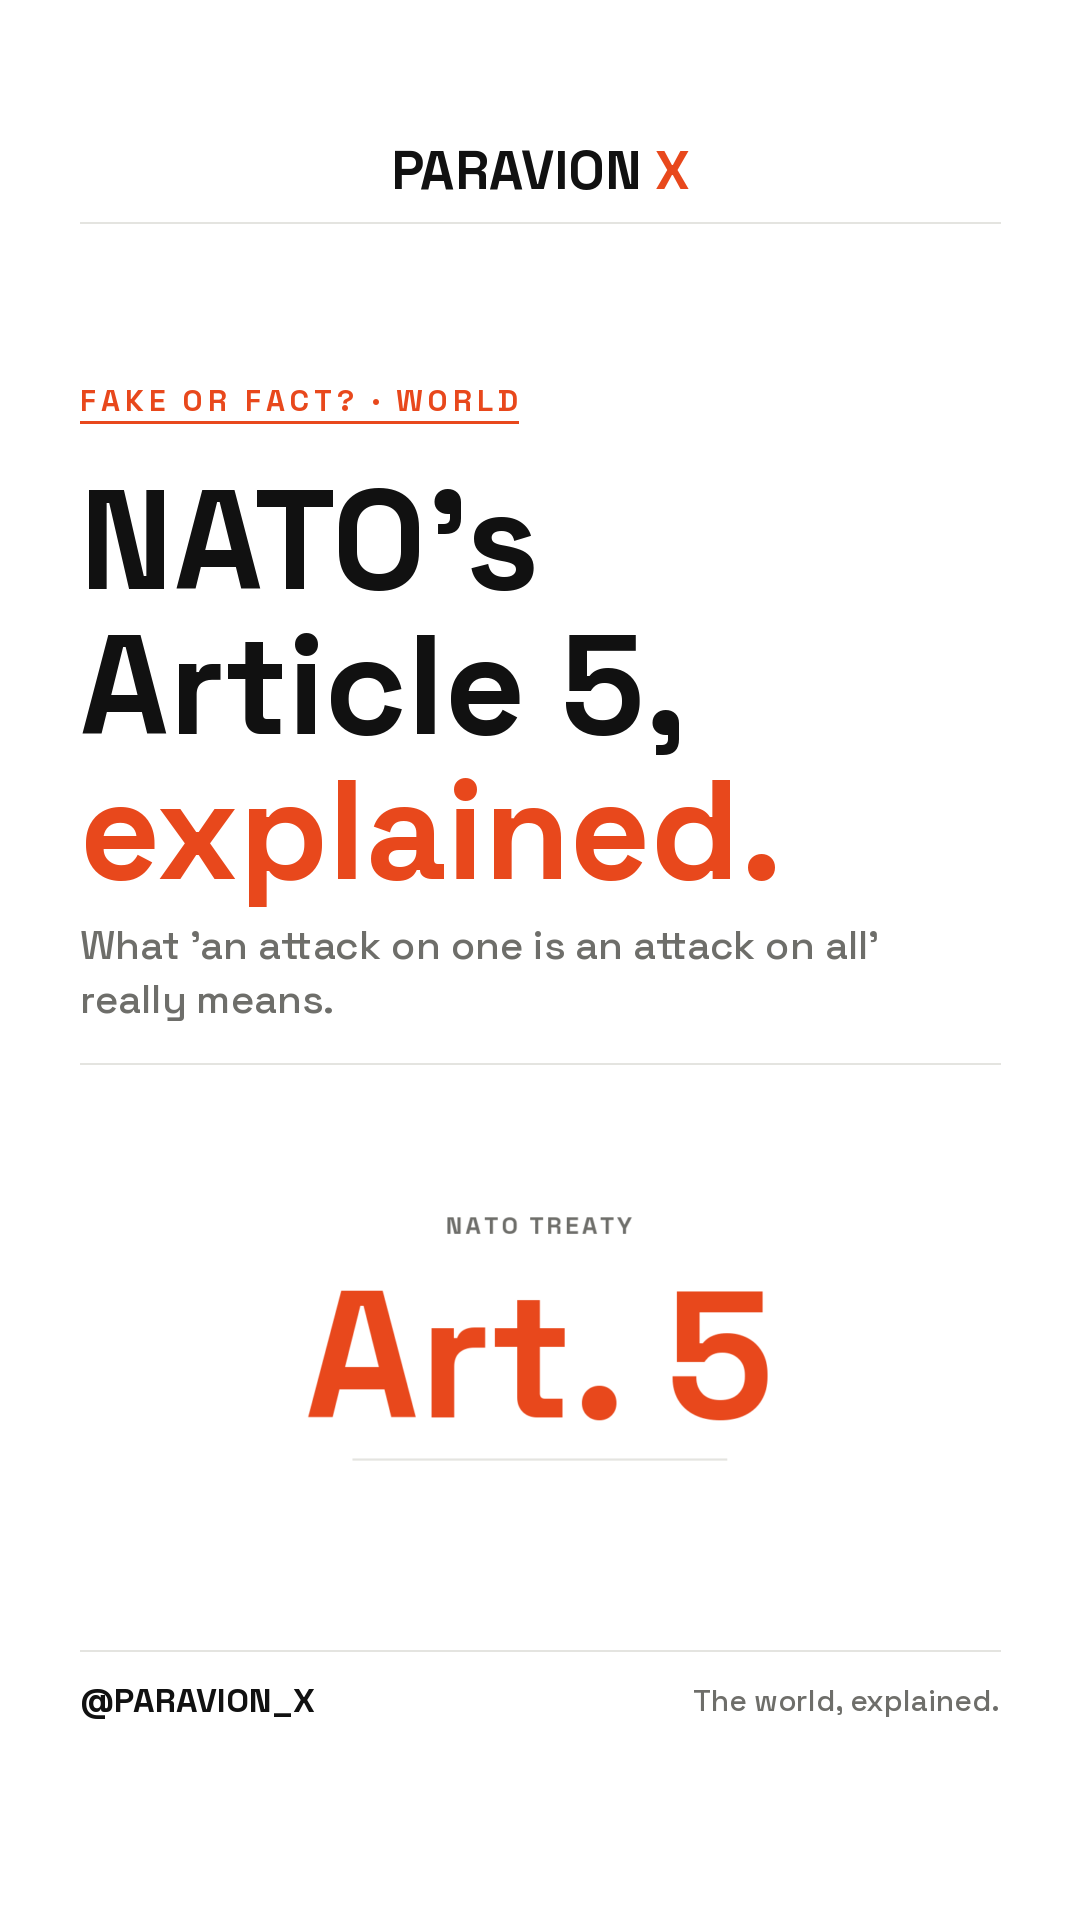 PARAVION X
FAKE OR FACT? · WORLD
NATO’s
Article 5,
explained.
What ’an attack on one is an attack on all’
really means.
NATO TREATY
Art. 5
@PARAVION_X
The world, explained.